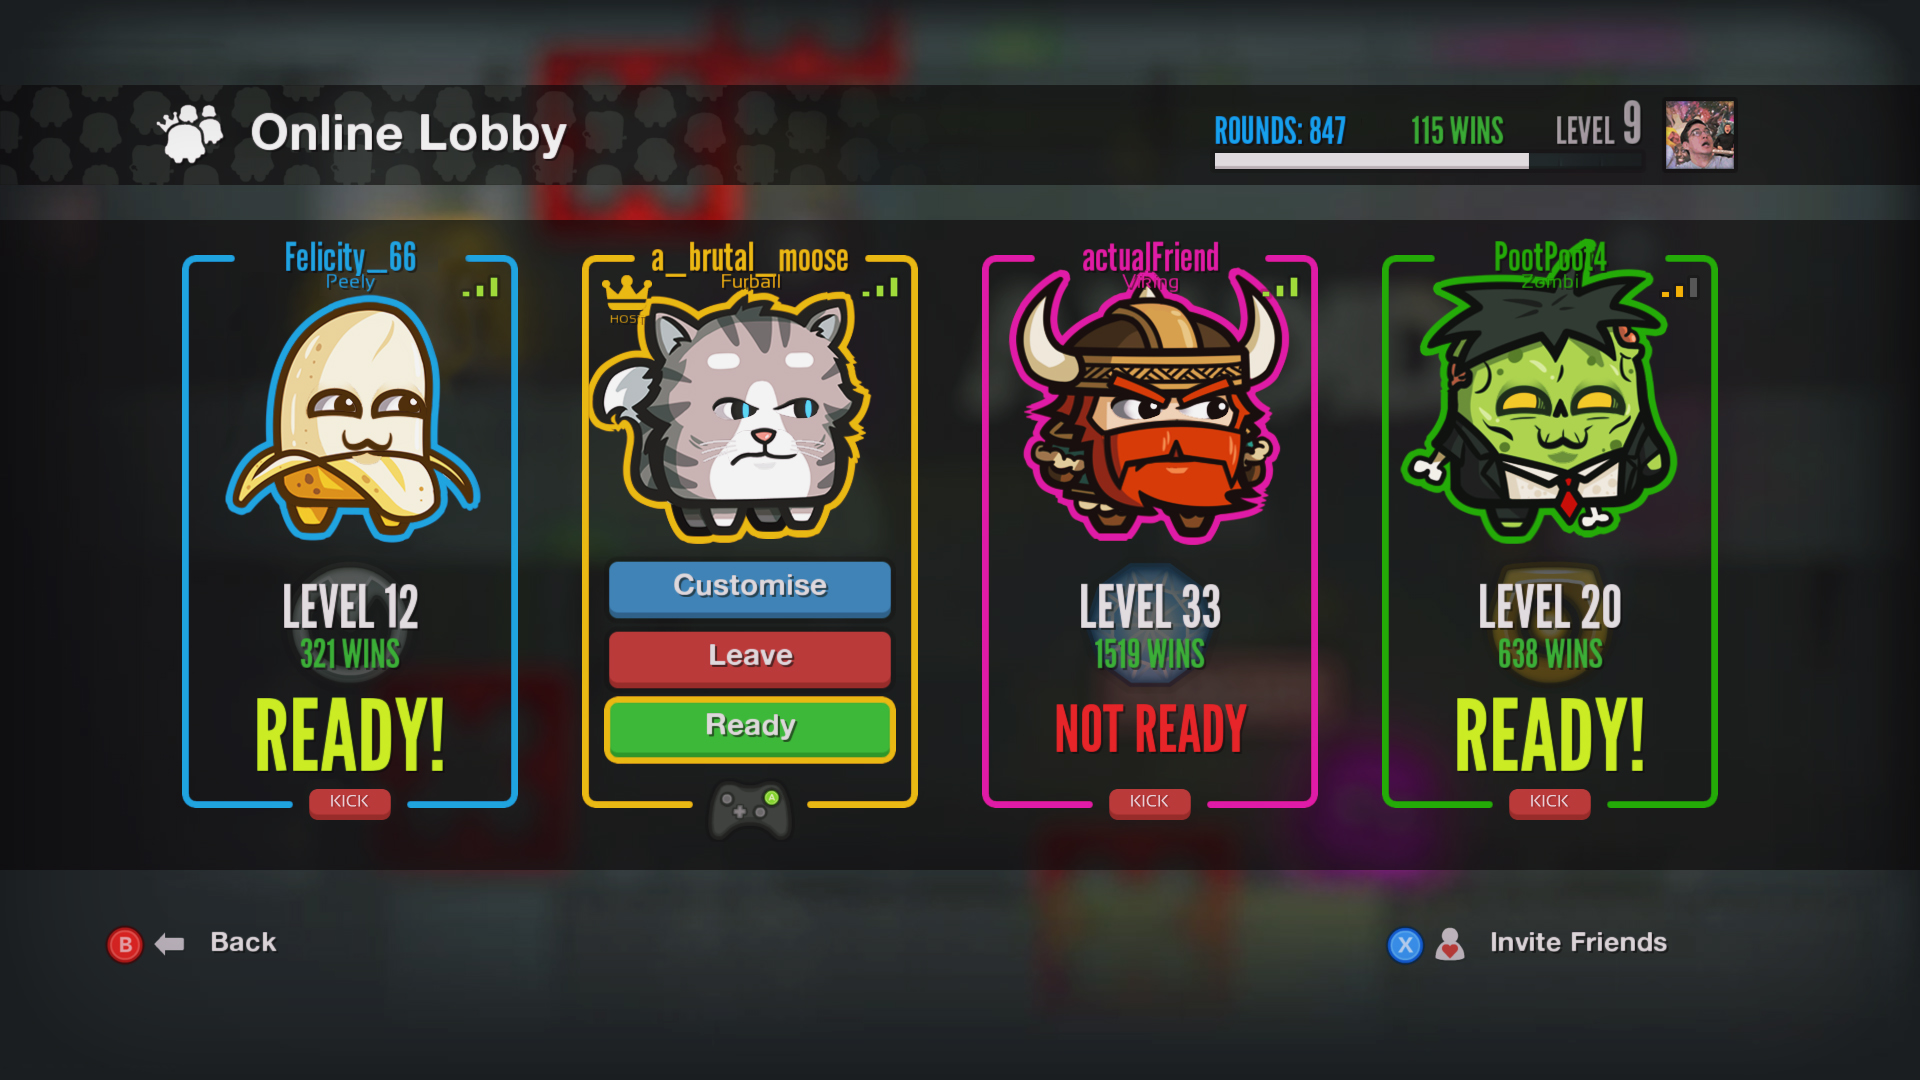 Online Lobby
ROUNDS: 847
115 WINS
LEVEL 9
Felicity_66
Peely
LEVEL 12
321 WINS
READY!
KICK
a_brutal_moose
Furball
HOST
Customise
Leave
Ready
A
actualFriend
Viking
LEVEL 33
1519 WINS
NOT READY
KICK
PootPoot4
Zombi
LEVEL 20
638 WINS
READY!
KICK
B Back
X Invite Friends